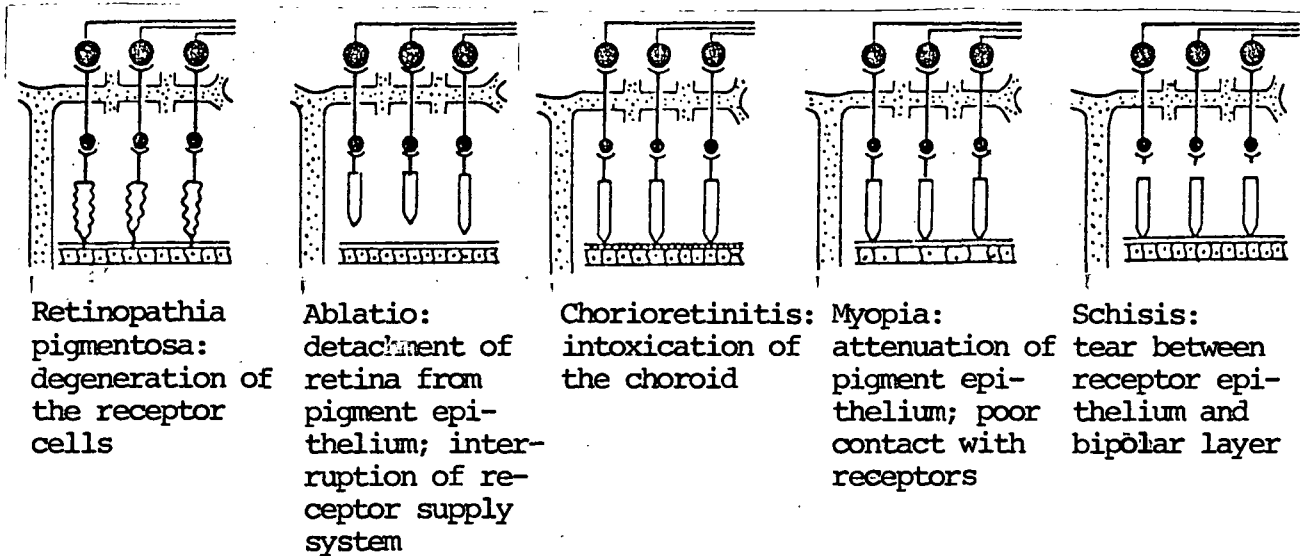 Retinopathia
pigmentosa:
degeneration of
the receptor
cells
Ablatio:
detachment of
retina from
pigment epi-
thelium; inter-
ruption of re-
ceptor supply
system
Chorioretinitis:
intoxication of
the choroid
Myopia:
attenuation of
pigment epi-
thelium; poor
contact with
receptors
Schisis:
tear between
receptor epi-
thelium and
bipolar layer